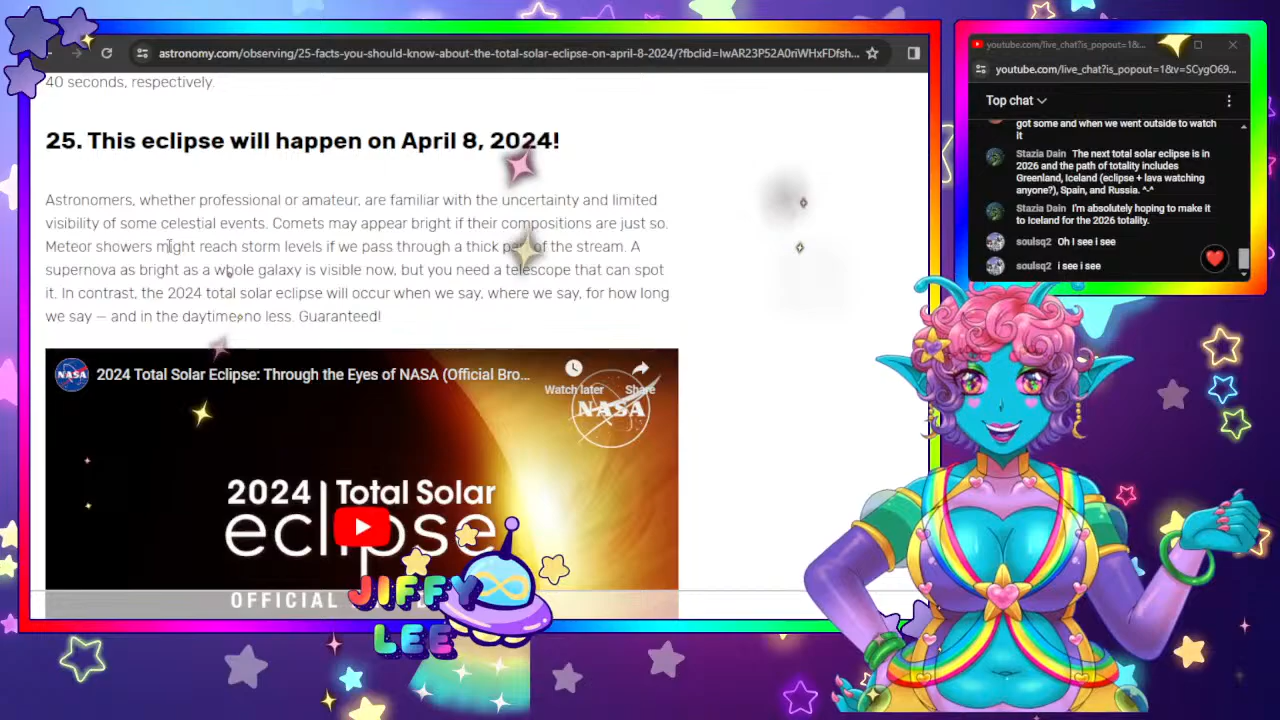 astronomy.com/observing/25-facts-you-should-know-about-the-total-solar-eclipse-on-april-8-2024/?fbclid=IwAR23P52A0riWHxFDfsh...
40 seconds, respectively.
25. This eclipse will happen on April 8, 2024!
Astronomers, whether professional or amateur, are familiar with the uncertainty and limited
visibility of some celestial events. Comets may appear bright if their compositions are just so.
Meteor showers might reach storm levels if we pass through a thick part of the stream. A
supernova as bright as a whole galaxy is visible now, but you need a telescope that can spot
it. In contrast, the 2024 total solar eclipse will occur when we say, where we say, for how long
we say — and in the daytime, no less. Guaranteed!
NASA
2024 Total Solar Eclipse: Through the Eyes of NASA (Official Bro...
Watch later
Share
NASA
2024 Total Solar
eclipse
OFFICIAL
JIFFY
LEE
youtube.com/live_chat?is_popout=1&...
youtube.com/live_chat?is_popout=1&v=SCygO69...
Top chat
got some and when we went outside to watch
it
Stazia Dain The next total solar eclipse is in
2026 and the path of totality includes
Greenland, Iceland (eclipse + lava watching
anyone?), Spain, and Russia. ^-^
Stazia Dain I'm absolutely hoping to make it
to Iceland for the 2026 totality.
soulsq2 Oh I see i see
soulsq2 i see i see